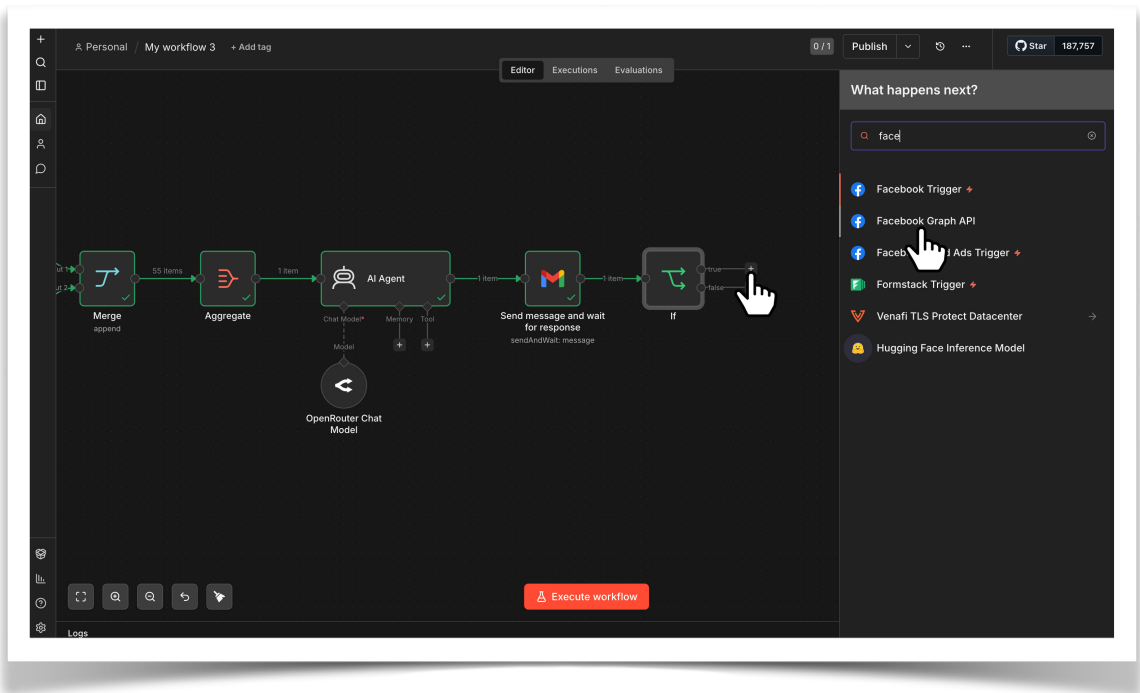 Personal / My workflow 3 + Add tag
0 / 1
Publish
Star 187,757
Editor Executions Evaluations
What happens next?
face
Facebook Trigger
Facebook Graph API
Ads Trigger
Formstack Trigger
Venafi TLS Protect Datacenter
Hugging Face Inference Model
55 items
1 item
AI Agent
1 item
1 item
true
false
Merge
append
Aggregate
Chat Model*
Memory
Tool
Model
Send message and wait
for response
sendAndWait: message
If
OpenRouter Chat
Model
Execute workflow
Logs